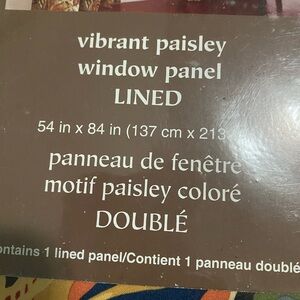 vibrant paisley
window panel
LINED
54 in x 84 in (137 cm x 213
panneau de fenêtre
motif paisley coloré
DOUBLÉ
ontains 1 lined panel/Contient 1 panneau doublé